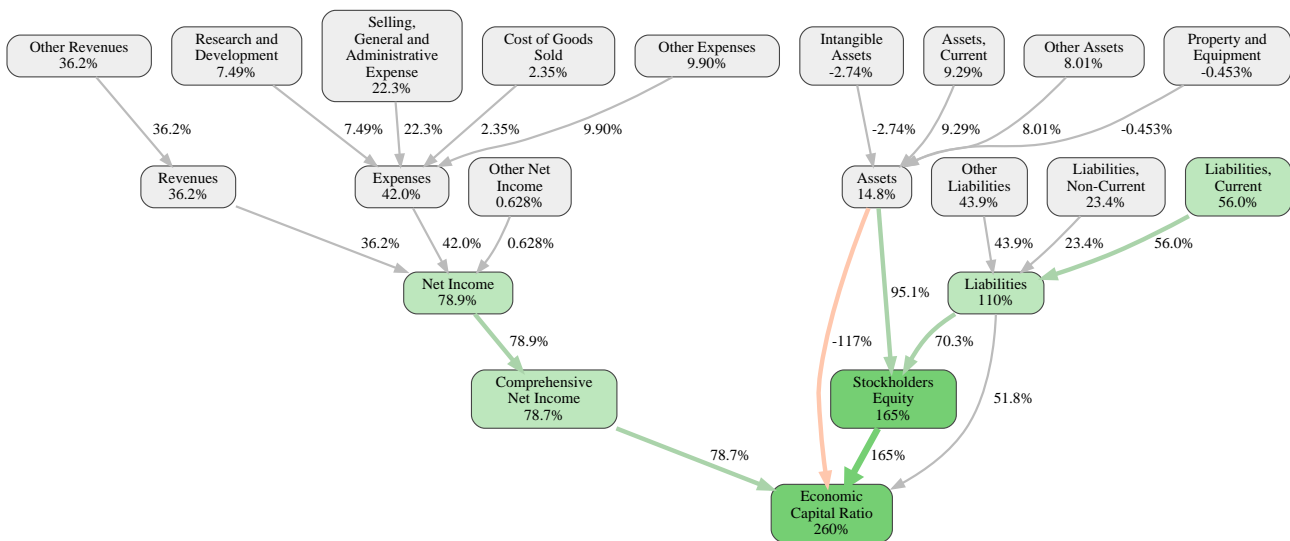 Other Revenues
36.2%
Research and
Development
7.49%
Selling,
General and
Administrative
Expense
22.3%
Cost of Goods
Sold
2.35%
Other Expenses
9.90%
Intangible
Assets
-2.74%
Assets,
Current
9.29%
Other Assets
8.01%
Property and
Equipment
-0.453%
36.2%
7.49%
22.3%
2.35%
9.90%
-2.74%
9.29%
8.01%
-0.453%
Revenues
36.2%
Expenses
42.0%
Other Net
Income
0.628%
Assets
14.8%
Other
Liabilities
43.9%
Liabilities,
Non-Current
23.4%
Liabilities,
Current
56.0%
36.2%
42.0%
0.628%
43.9%
23.4%
56.0%
Net Income
78.9%
95.1%
Liabilities
110%
78.9%
-117%
70.3%
Comprehensive
Net Income
78.7%
Stockholders
Equity
165%
51.8%
78.7%
165%
Economic
Capital Ratio
260%